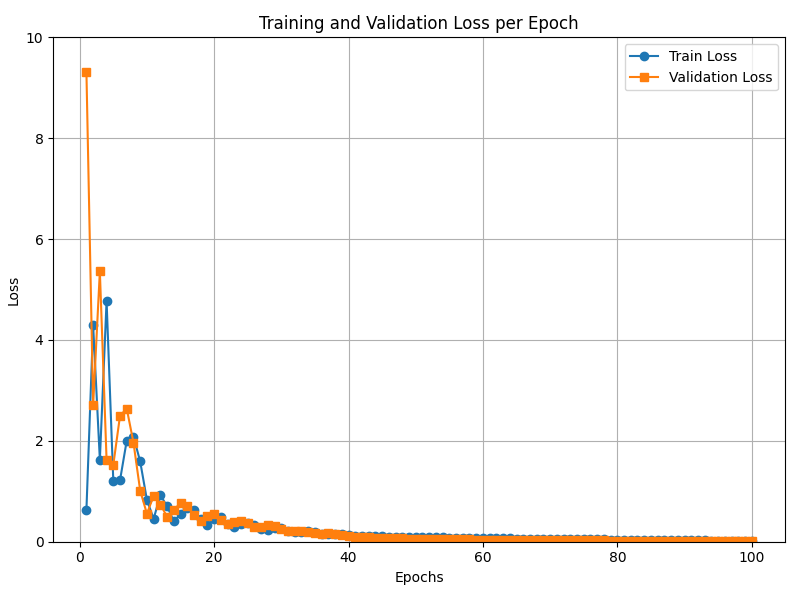 Training and Validation Loss per Epoch
Train Loss
Validation Loss
10
8
6
4
2
0
Loss
0 20 40 60 80 100
Epochs